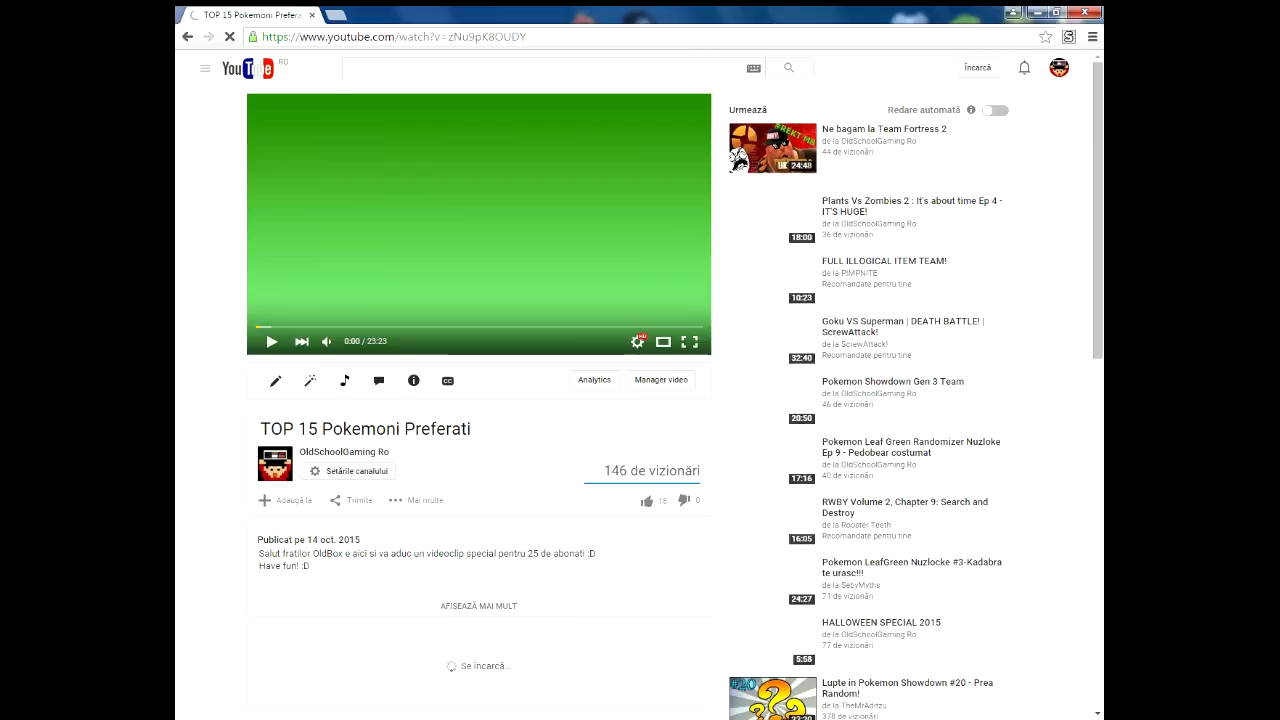 TOP 15 Pokemoni Prefera
https://www.youtube.com/watch?v=zNu9pK8OUDY
YouTube RO
Încarcă
Urmează
Redare automată
#REKT M8
24:48
Ne bagam la Team Fortress 2
de la OldSchoolGaming Ro
44 de vizionări
18:00
Plants Vs Zombies 2 : It's about time Ep 4 -
IT'S HUGE!
de la OldSchoolGaming Ro
36 de vizionări
10:23
FULL ILLOGICAL ITEM TEAM!
de la PIMPNITE
Recomandate pentru tine
32:40
Goku VS Superman | DEATH BATTLE! |
ScrewAttack!
de la ScrewAttack!
Recomandate pentru tine
20:50
Pokemon Showdown Gen 3 Team
de la OldSchoolGaming Ro
46 de vizionări
17:16
Pokemon Leaf Green Randomizer Nuzloke
Ep 9 - Pedobear costumat
de la OldSchoolGaming Ro
40 de vizionări
16:05
RWBY Volume 2, Chapter 9: Search and
Destroy
de la Rooster Teeth
Recomandate pentru tine
24:27
Pokemon LeafGreen Nuzlocke #3-Kadabra
te urasc!!!
de la SebyMyths
71 de vizionări
5:58
HALLOWEEN SPECIAL 2015
de la OldSchoolGaming Ro
77 de vizionări
#20
Lupte in Pokemon Showdown #20 - Prea
Random!
de la TheMrAditzu
378 de vizionări
0:00 / 23:23
HD
CC
Analytics
Manager video
TOP 15 Pokemoni Preferati
OldSchoolGaming Ro
Setările canalului
146 de vizionări
Adaugă la
Trimite
Mai multe
18
0
Publicat pe 14 oct. 2015
Salut fratilor OldBox e aici si va aduc un videoclip special pentru 25 de abonati :D
Have fun! :D
AFIŞEAZĂ MAI MULT
Se încarcă...